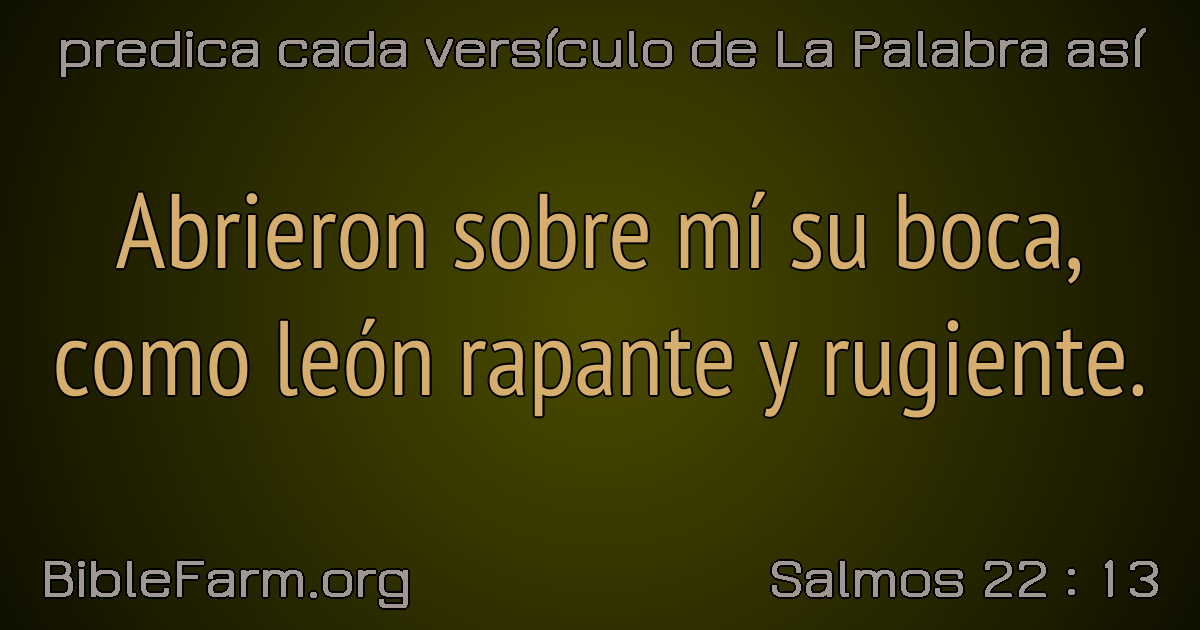 predica cada versículo de La Palabra así
Abrieron sobre mí su boca,
como león rapante y rugiente.
BibleFarm.org
Salmos 22 : 13